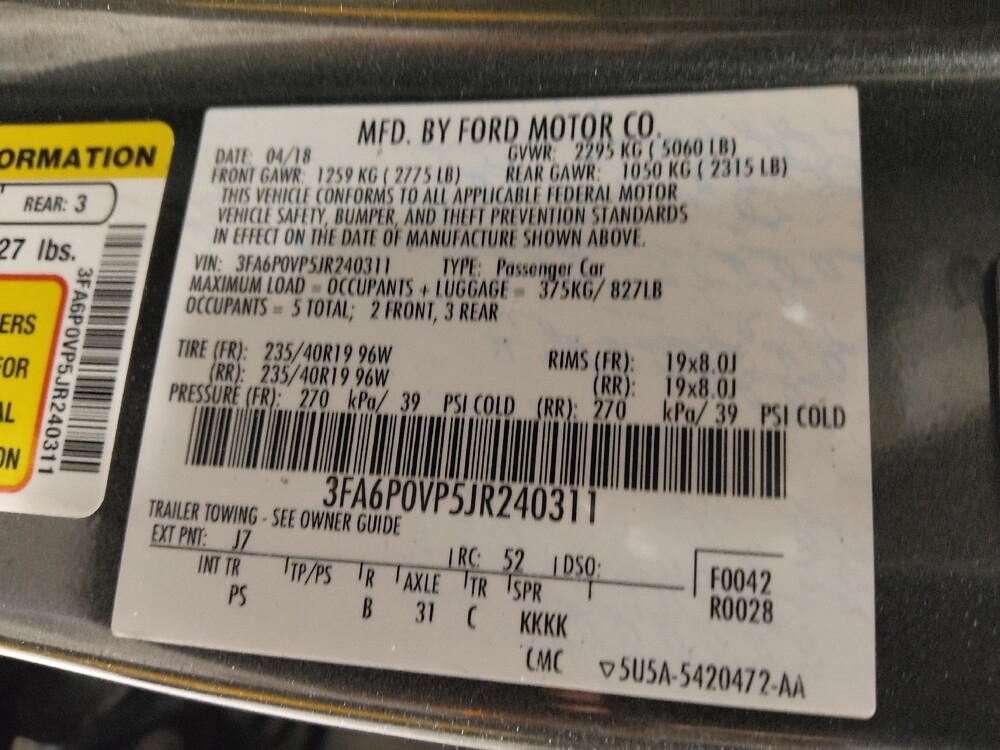 ORMATION
REAR: 3
27 lbs.
ERS
FOR
AL
ON
3FA6P0VP5JR240311
MFD. BY FORD MOTOR CO.
DATE: 04/18 GVWR: 2295 KG ( 5060 LB)
FRONT GAWR: 1259 KG ( 2775 LB) REAR GAWR: 1050 KG ( 2315 LB)
THIS VEHICLE CONFORMS TO ALL APPLICABLE FEDERAL MOTOR
VEHICLE SAFETY, BUMPER, AND THEFT PREVENTION STANDARDS
IN EFFECT ON THE DATE OF MANUFACTURE SHOWN ABOVE.
VIN: 3FA6P0VP5JR240311 TYPE: Passenger Car
MAXIMUM LOAD = OCCUPANTS + LUGGAGE = 375KG/ 827LB
OCCUPANTS = 5 TOTAL; 2 FRONT, 3 REAR
TIRE (FR): 235/40R19 96W RIMS (FR): 19x8.0J
(RR): 235/40R19 96W (RR): 19x8.0J
PRESSURE (FR): 270 kPa/ 39 PSI COLD (RR): 270 kPa/ 39 PSI COLD
3FA6P0VP5JR240311
TRAILER TOWING - SEE OWNER GUIDE
EXT PNT: J7 RC: 52 DSO:
INT TR TP/PS R AXLE TR SPR F0042
PS B 31 C KKKK R0028
CMC ▽5U5A-5420472-AA